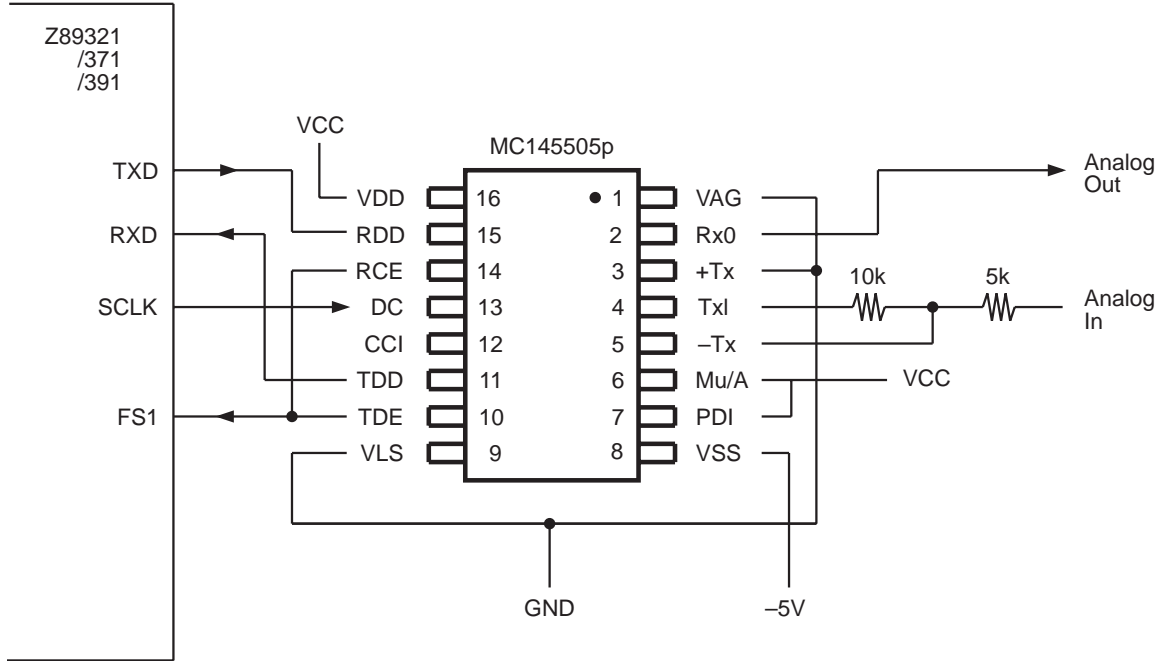 Z89321
/371
/391
VCC
MC145505p
TXD
VDD
16
1
VAG
Analog
Out
RXD
RDD
15
2
Rx0
RCE
14
3
+Tx
10k
5k
SCLK
DC
13
4
TxI
Analog
In
CCI
12
5
–Tx
TDD
11
6
Mu/A
VCC
FS1
TDE
10
7
PDI
VLS
9
8
VSS
GND
–5V